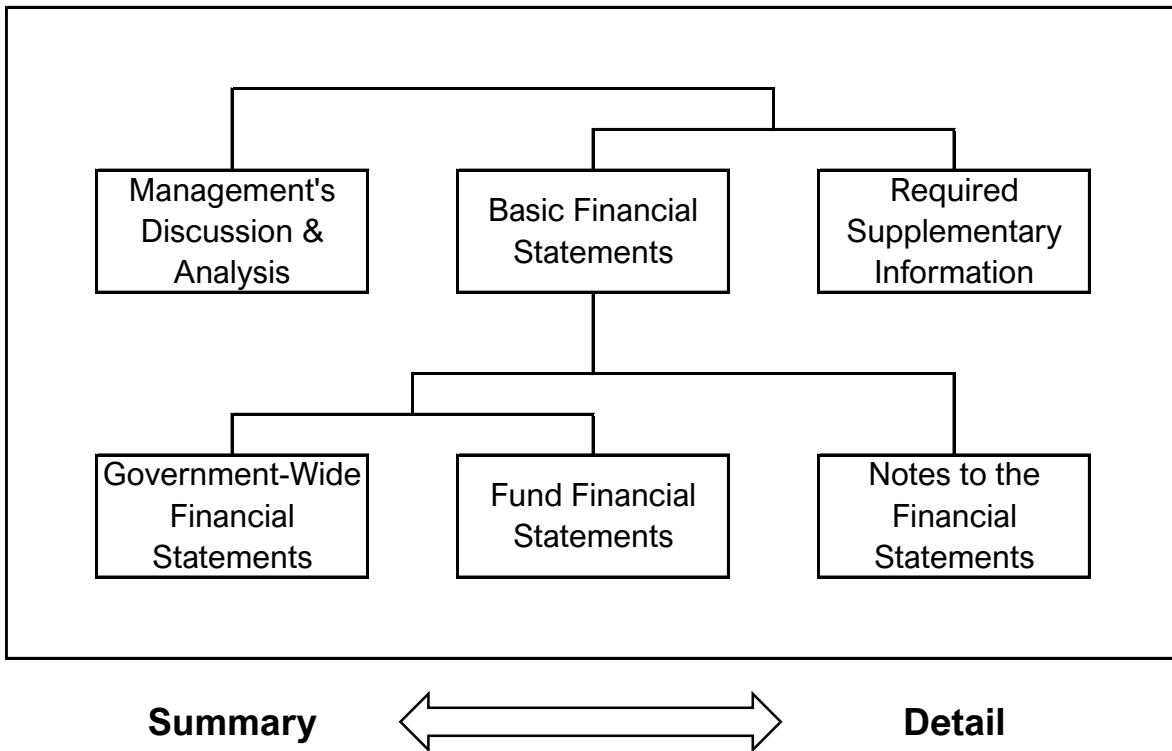 Management's
Discussion &
Analysis
Basic Financial
Statements
Required
Supplementary
Information
Government-Wide
Financial
Statements
Fund Financial
Statements
Notes to the
Financial
Statements
Summary
Detail